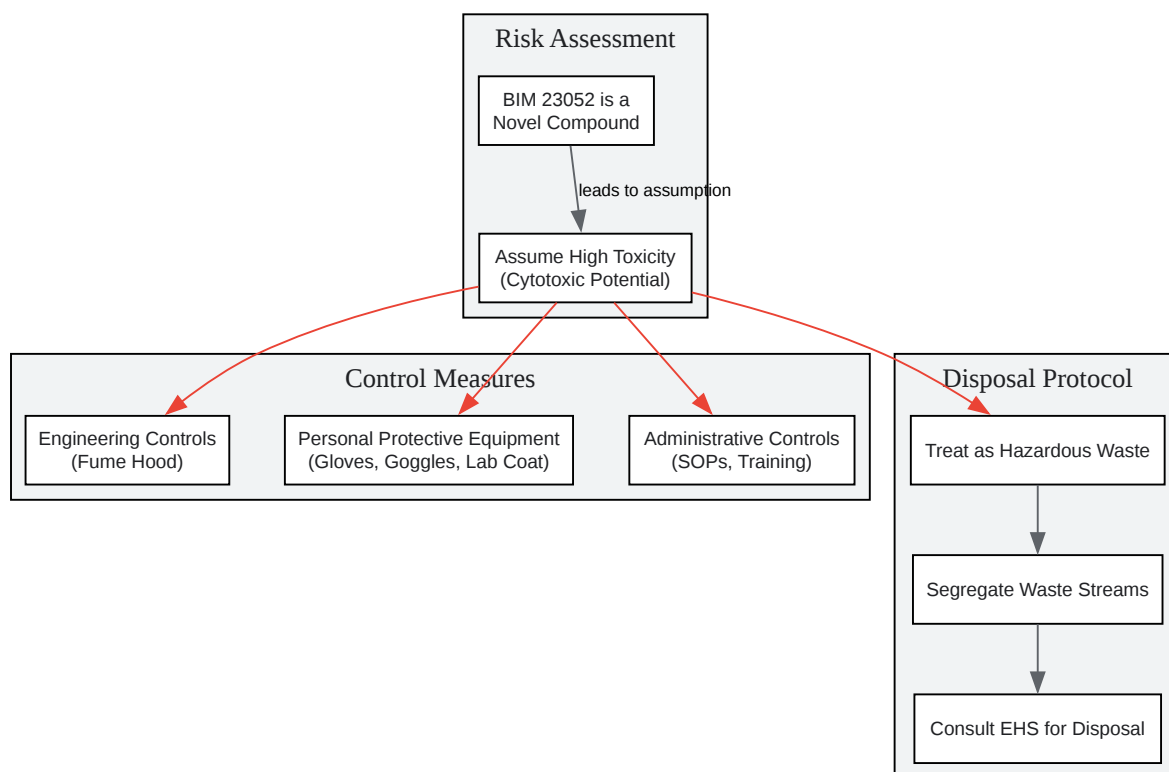 Risk Assessment
BIM 23052 is a
Novel Compound
leads to assumption
Assume High Toxicity
(Cytotoxic Potential)
Control Measures
Engineering Controls
(Fume Hood)
Personal Protective Equipment
(Gloves, Goggles, Lab Coat)
Administrative Controls
(SOPs, Training)
Disposal Protocol
Treat as Hazardous Waste
Segregate Waste Streams
Consult EHS for Disposal